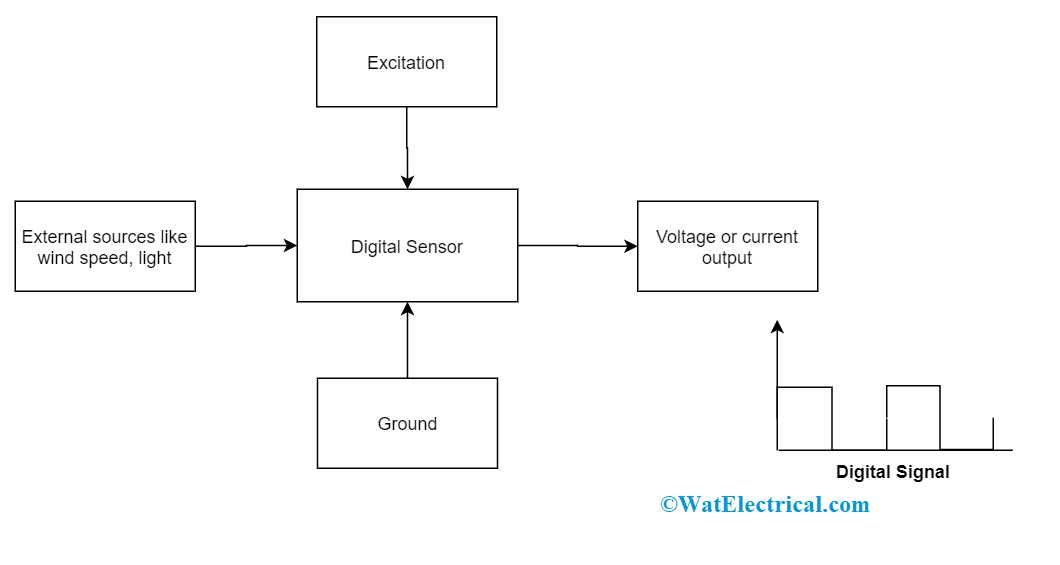 Excitation
External sources like
wind speed, light
Digital Sensor
Voltage or current
output
Ground
Digital Signal
©WatElectrical.com